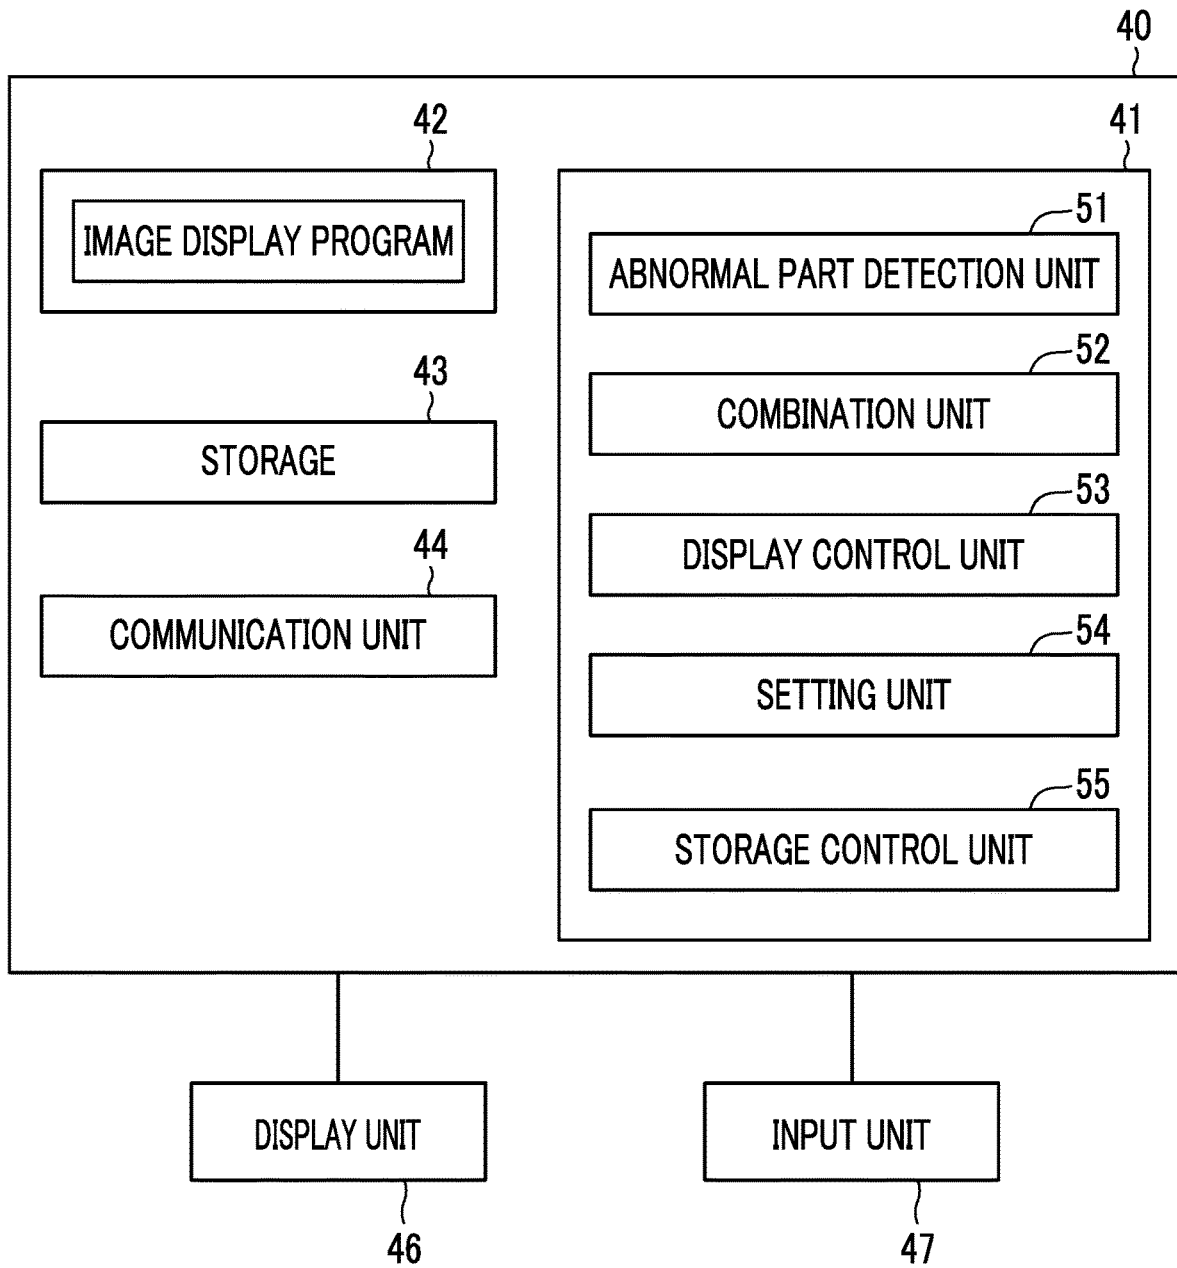 40
42
IMAGE DISPLAY PROGRAM
43
STORAGE
44
COMMUNICATION UNIT
41
51
ABNORMAL PART DETECTION UNIT
52
COMBINATION UNIT
53
DISPLAY CONTROL UNIT
54
SETTING UNIT
55
STORAGE CONTROL UNIT
DISPLAY UNIT
46
INPUT UNIT
47